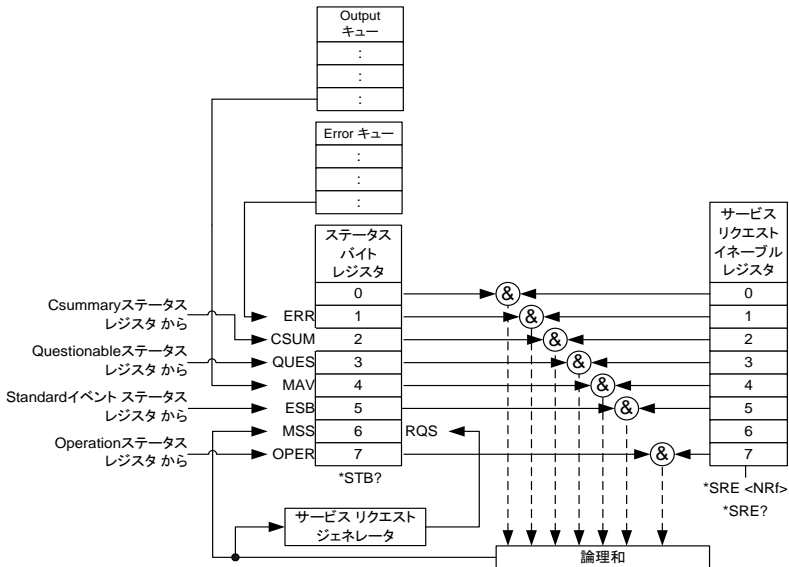 Output
キュー
:
:
:
Error キュー
:
:
:
ステータス
バイト
レジスタ
0
1
2
3
4
5
6
7
*STB?
Csummaryステータス
レジスタ から
Questionableステータス
レジスタ から
Standardイベント ステータス
レジスタ から
Operationステータス
レジスタ から
ERR
CSUM
QUES
MAV
ESB
MSS
OPER
RQS
&
&
&
&
&
&
&
サービス
リクエスト
イネーブル
レジスタ
0
1
2
3
4
5
6
7
*SRE <NRf>
*SRE?
サービス リクエスト
ジェネレータ
論理和